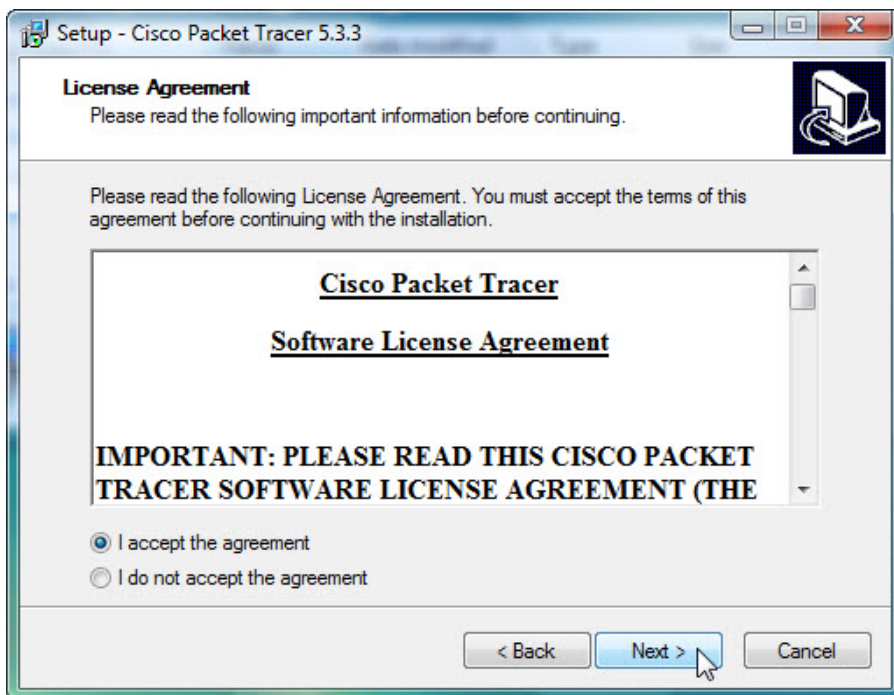 Setup - Cisco Packet Tracer 5.3.3
License Agreement
Please read the following important information before continuing.
Please read the following License Agreement. You must accept the terms of this
agreement before continuing with the installation.
Cisco Packet Tracer
Software License Agreement
IMPORTANT: PLEASE READ THIS CISCO PACKET
TRACER SOFTWARE LICENSE AGREEMENT (THE
I accept the agreement
I do not accept the agreement
< Back Next > Cancel